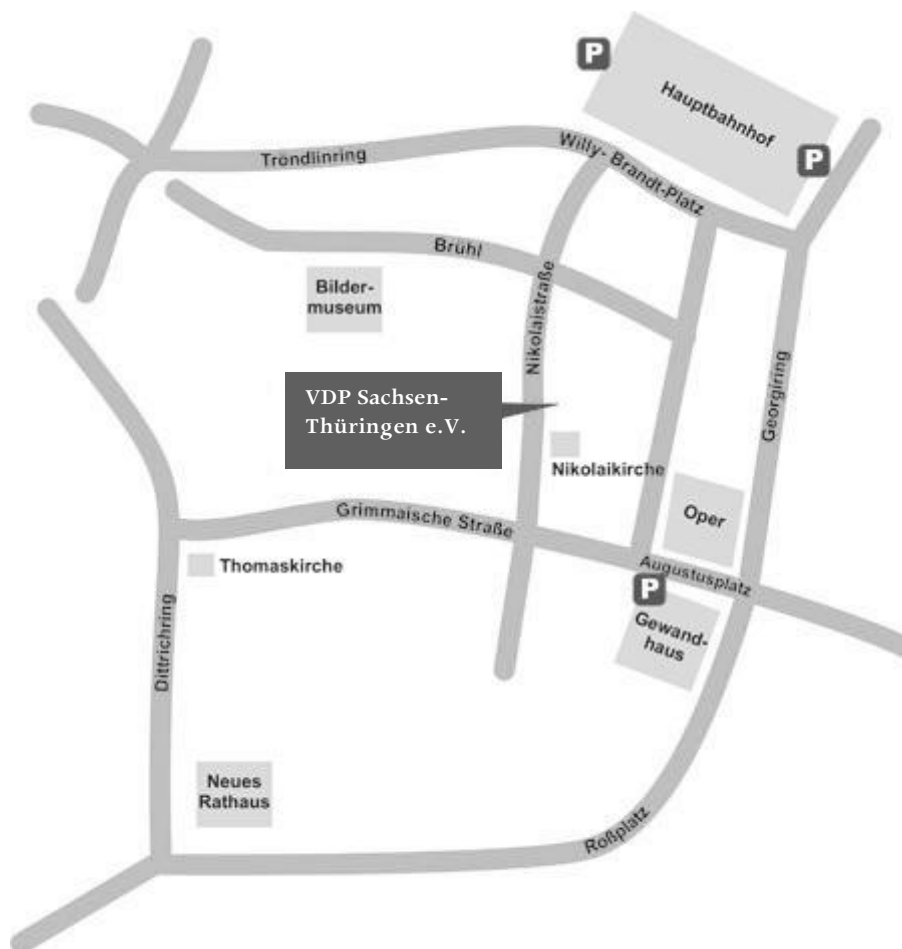 P
Hauptbahnhof
P
Tröndlinring
Willy- Brandt-Platz
Brühl
Bilder-
museum
Nikolaistraße
Georgiring
VDP Sachsen-
Thüringen e.V.
Nikolaikirche
Oper
Grimmaische Straße
Thomaskirche
Augustusplatz
P
Gewand-
haus
Dittrichring
Neues
Rathaus
Roßplatz